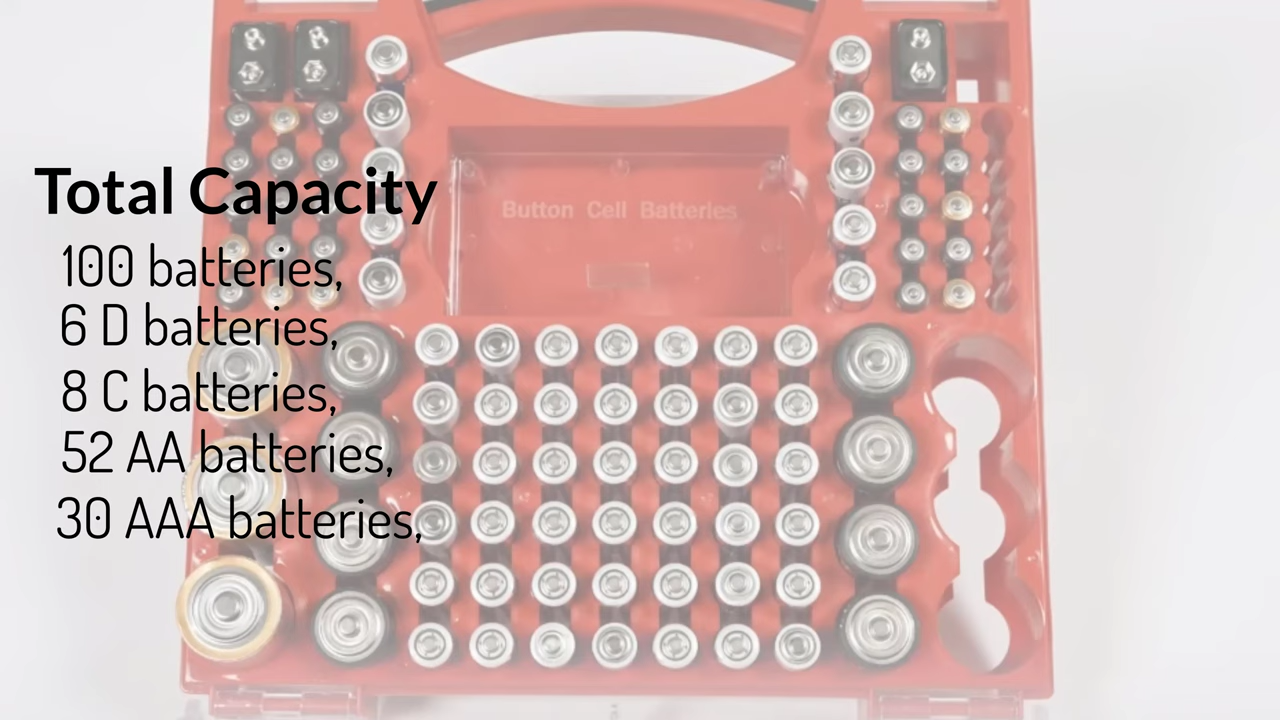 Total Capacity
100 batteries,
6 D batteries,
8 C batteries,
52 AA batteries,
30 AAA batteries,
Button Cell Batteries